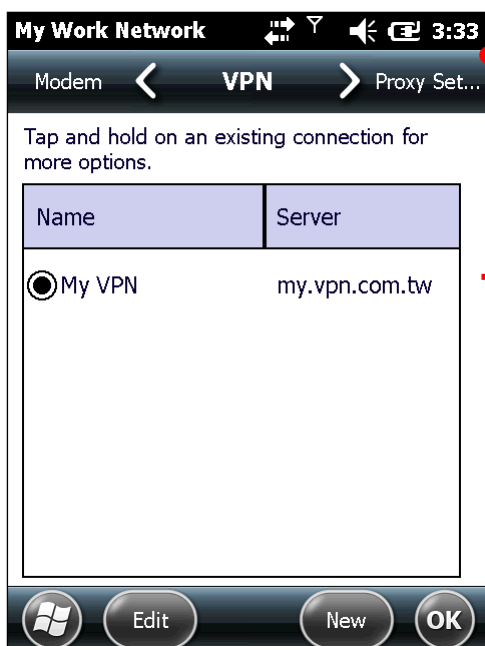 My Work Network 3:33
Modem VPN Proxy Set...
Tap and hold on an existing connection for
more options.
Name Server
My VPN my.vpn.com.tw
Edit New OK